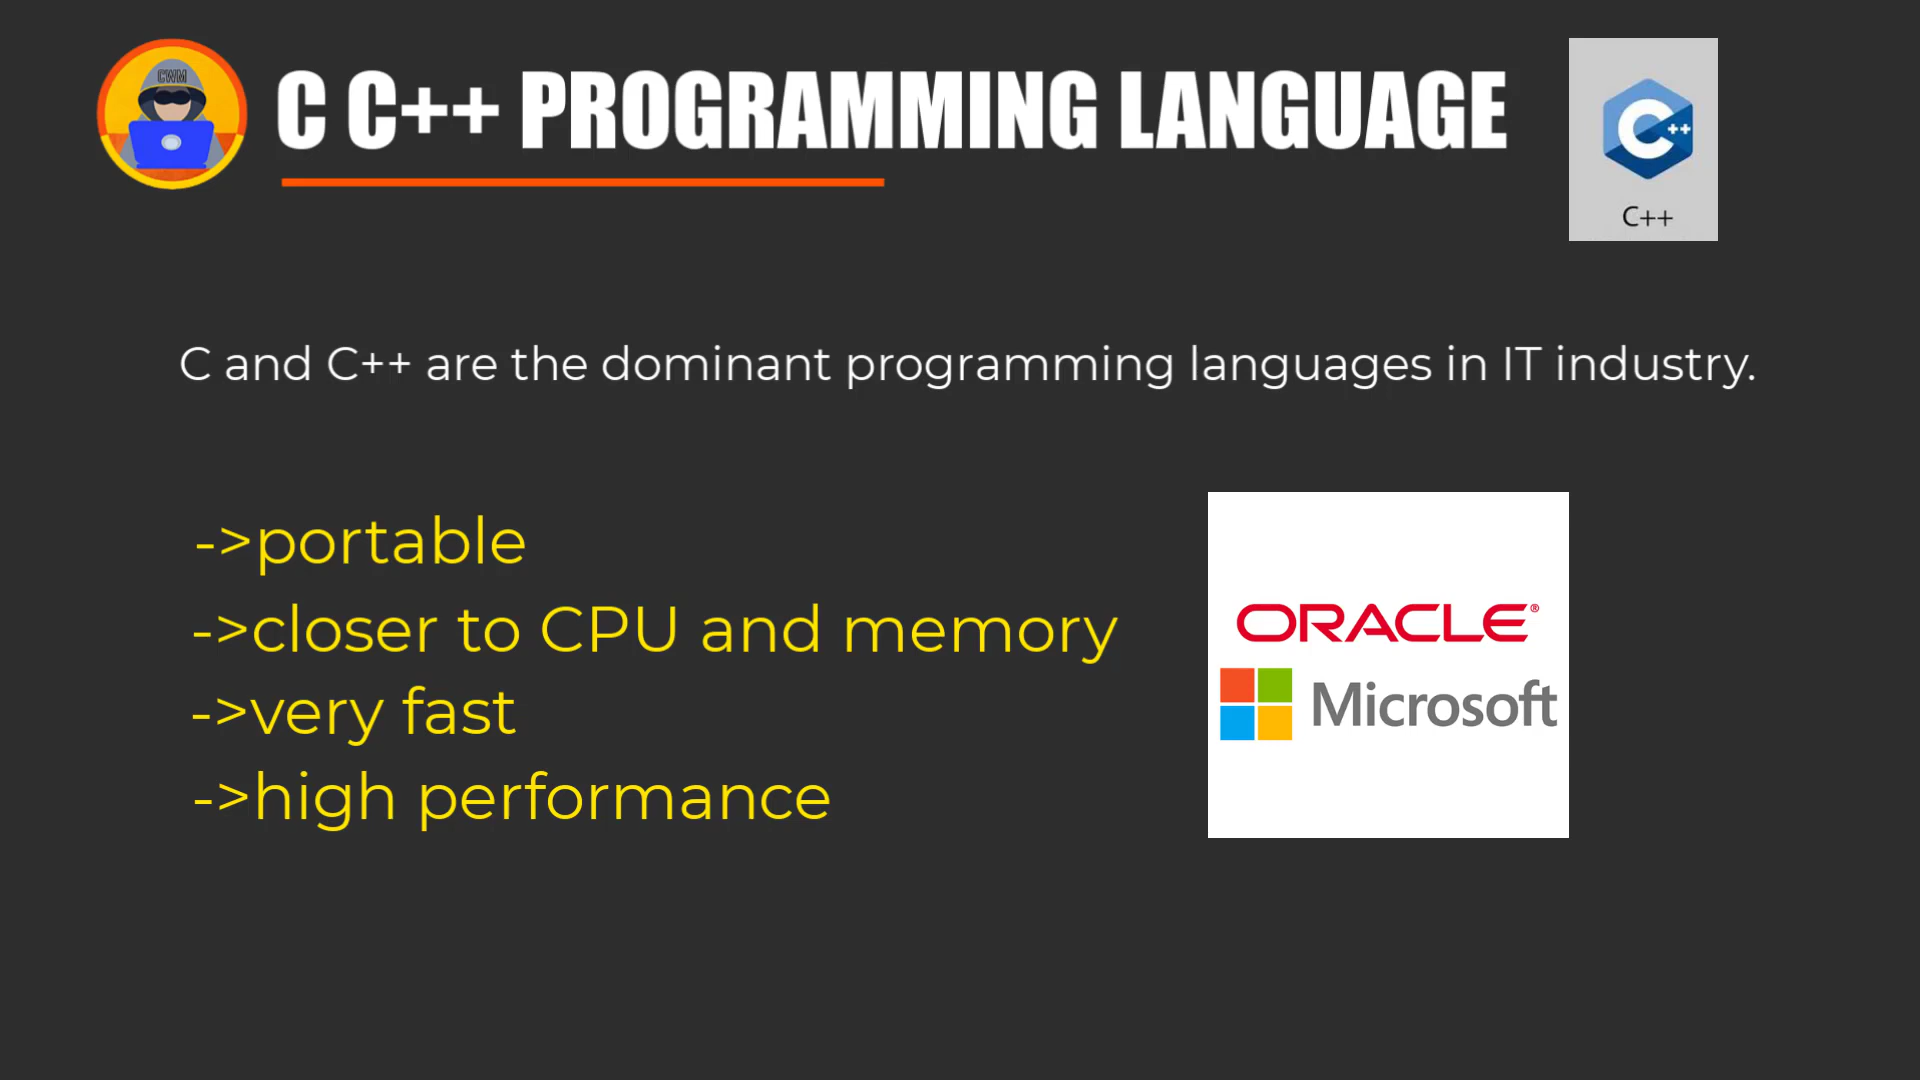 CWM
C C++ PROGRAMMING LANGUAGE
C++
C++
C and C++ are the dominant programming languages in IT industry.
->portable
->closer to CPU and memory
->very fast
->high performance
ORACLE®
Microsoft